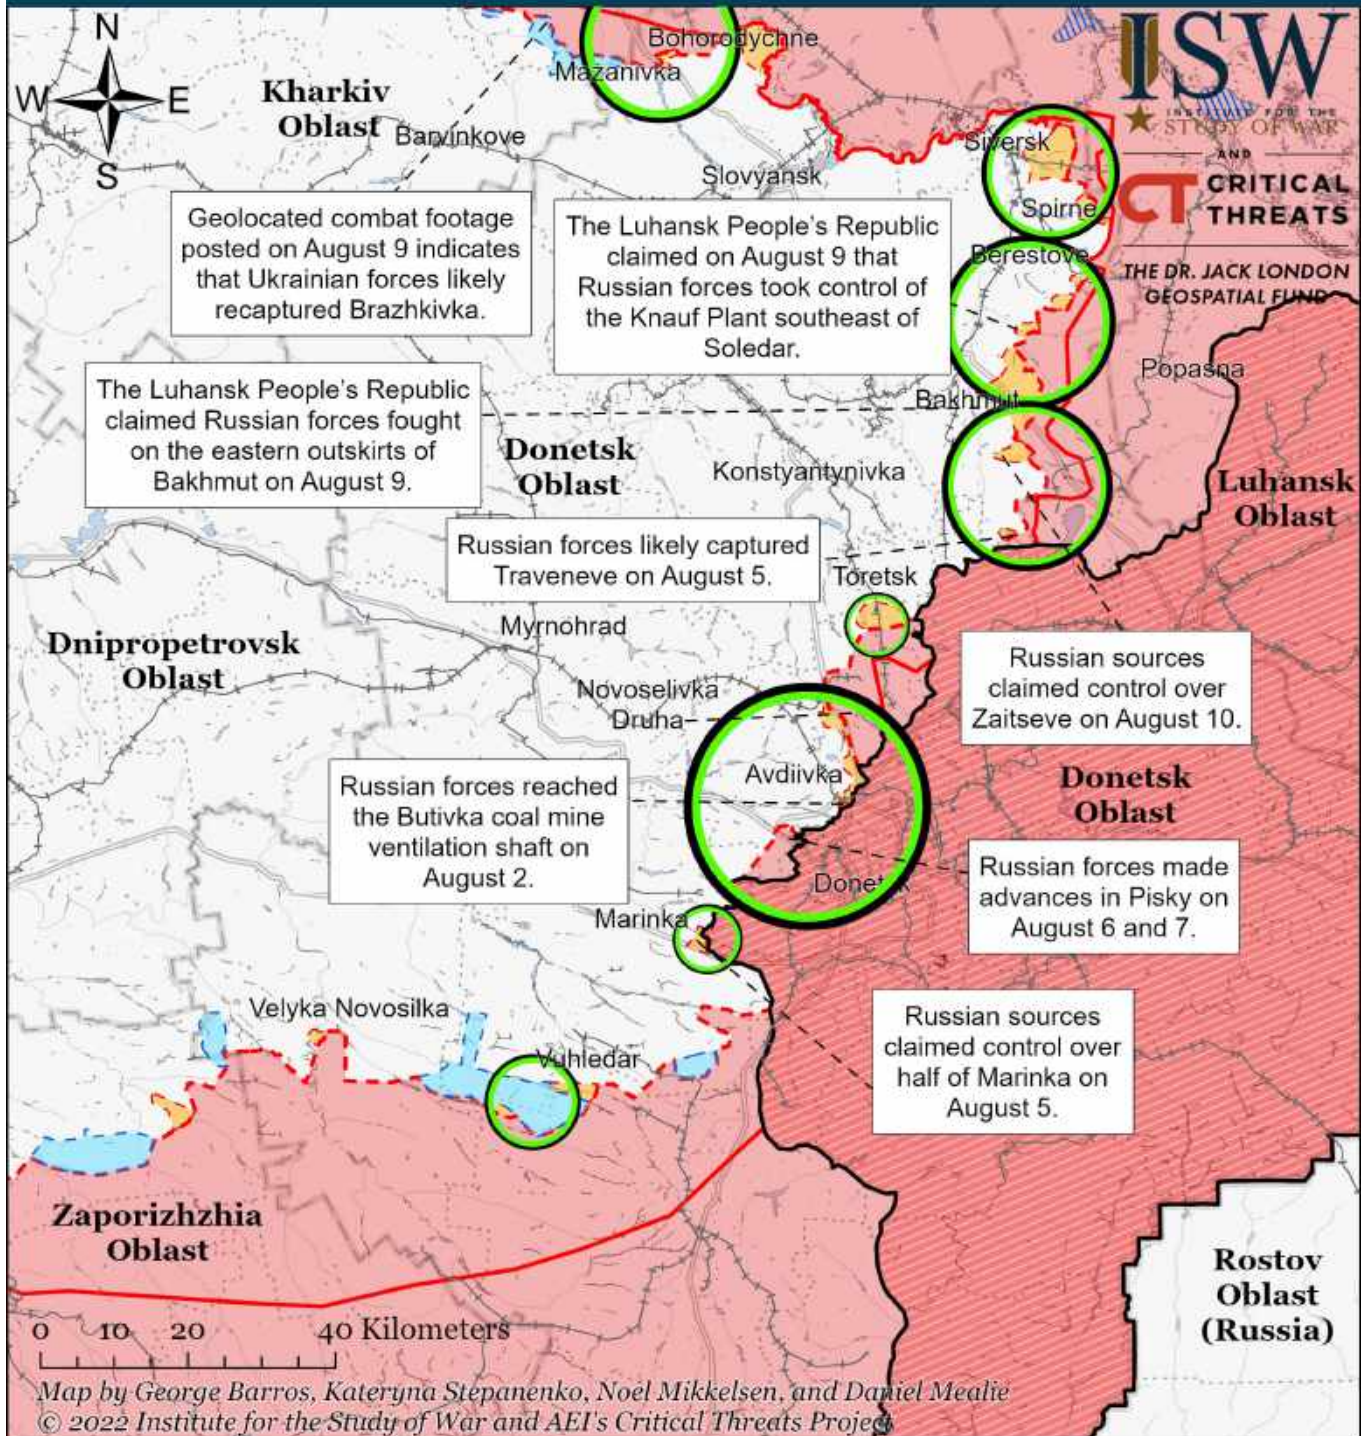 N
W
E
S
ISW
INSTITUTE FOR THE
STUDY OF WAR
AND
CT CRITICAL
THREATS
THE DR. JACK LONDON
GEOSPATIAL FUND
Bohorodychne
Mazanivka
Kharkiv
Oblast
Barvinkove
Siversk
Slovyansk
Spirne
Berestove
Geolocated combat footage
posted on August 9 indicates
that Ukrainian forces likely
recaptured Brazhkivka.
The Luhansk People's Republic
claimed on August 9 that
Russian forces took control of
the Knauf Plant southeast of
Soledar.
Popasna
The Luhansk People's Republic
claimed Russian forces fought
on the eastern outskirts of
Bakhmut on August 9.
Bakhmut
Donetsk
Oblast
Konstyantynivka
Luhansk
Oblast
Russian forces likely captured
Traveneve on August 5.
Toretsk
Myrnohrad
Dnipropetrovsk
Oblast
Russian sources
claimed control over
Zaitseve on August 10.
Novoselivka
Druha
Avdiivka
Donetsk
Oblast
Russian forces reached
the Butivka coal mine
ventilation shaft on
August 2.
Russian forces made
advances in Pisky on
August 6 and 7.
Donetsk
Marinka
Velyka Novosilka
Vuhledar
Russian sources
claimed control over
half of Marinka on
August 5.
Zaporizhzhia
Oblast
Rostov
Oblast
(Russia)
0 10 20 40 Kilometers
Map by George Barros, Kateryna Stepanenko, Noel Mikkelsen, and Daniel Mealie
© 2022 Institute for the Study of War and AEI's Critical Threats Project